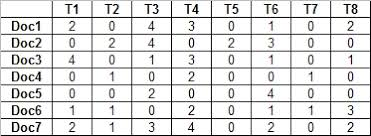 T1 T2 T3 T4 T5 T6 T7 T8
Doc1 2 0 4 3 0 1 0 2
Doc2 0 2 4 0 2 3 0 0
Doc3 4 0 1 3 0 1 0 1
Doc4 0 1 0 2 0 0 1 0
Doc5 0 0 2 0 0 4 0 0
Doc6 1 1 0 2 0 1 1 3
Doc7 2 1 3 4 0 2 0 2